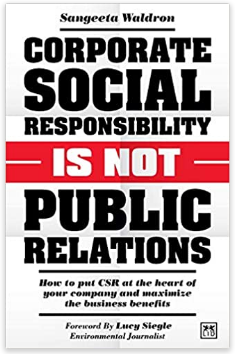 Sangeeta Waldron
CORPORATE
SOCIAL
RESPONSIBILITY
IS NOT
PUBLIC
RELATIONS
How to put CSR at the heart of
your company and maximize
the business benefits
Foreword By Lucy Siegle
Environmental Journalist
LID